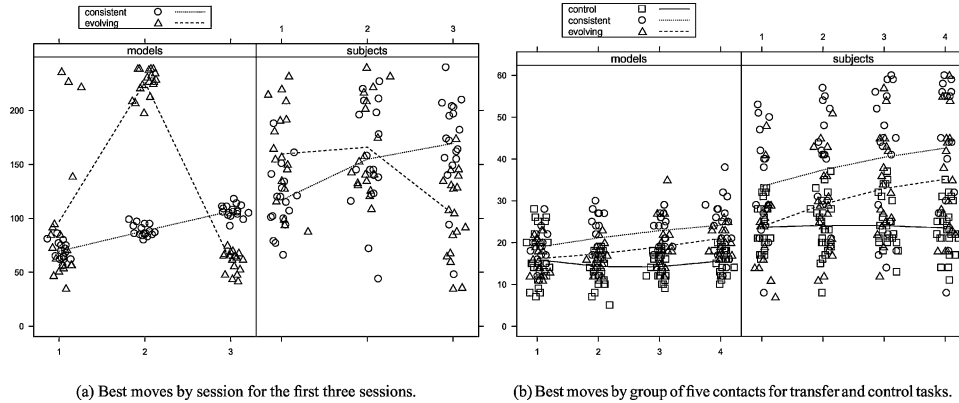 consistent
evolving
1 2 3
models subjects
200
150
100
50
0
1 2 3
(a) Best moves by session for the first three sessions.
control
consistent
evolving
1 2 3 4
models subjects
60
50
40
30
20
10
0
1 2 3 4
(b) Best moves by group of five contacts for transfer and control tasks.